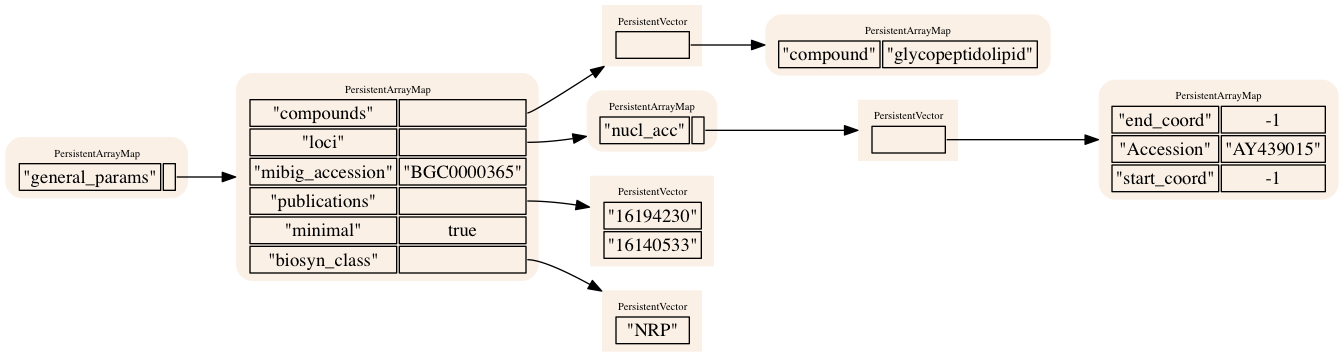 PersistentArrayMap
"general_params"
PersistentArrayMap
"compounds"
"loci"
"mibig_accession" "BGC0000365"
"publications"
"minimal" true
"biosyn_class"
PersistentVector
PersistentArrayMap
"compound" "glycopeptidolipid"
PersistentArrayMap
"nucl_acc"
PersistentVector
PersistentArrayMap
"end_coord" -1
"Accession" "AY439015"
"start_coord" -1
PersistentVector
"16194230"
"16140533"
PersistentVector
"NRP"